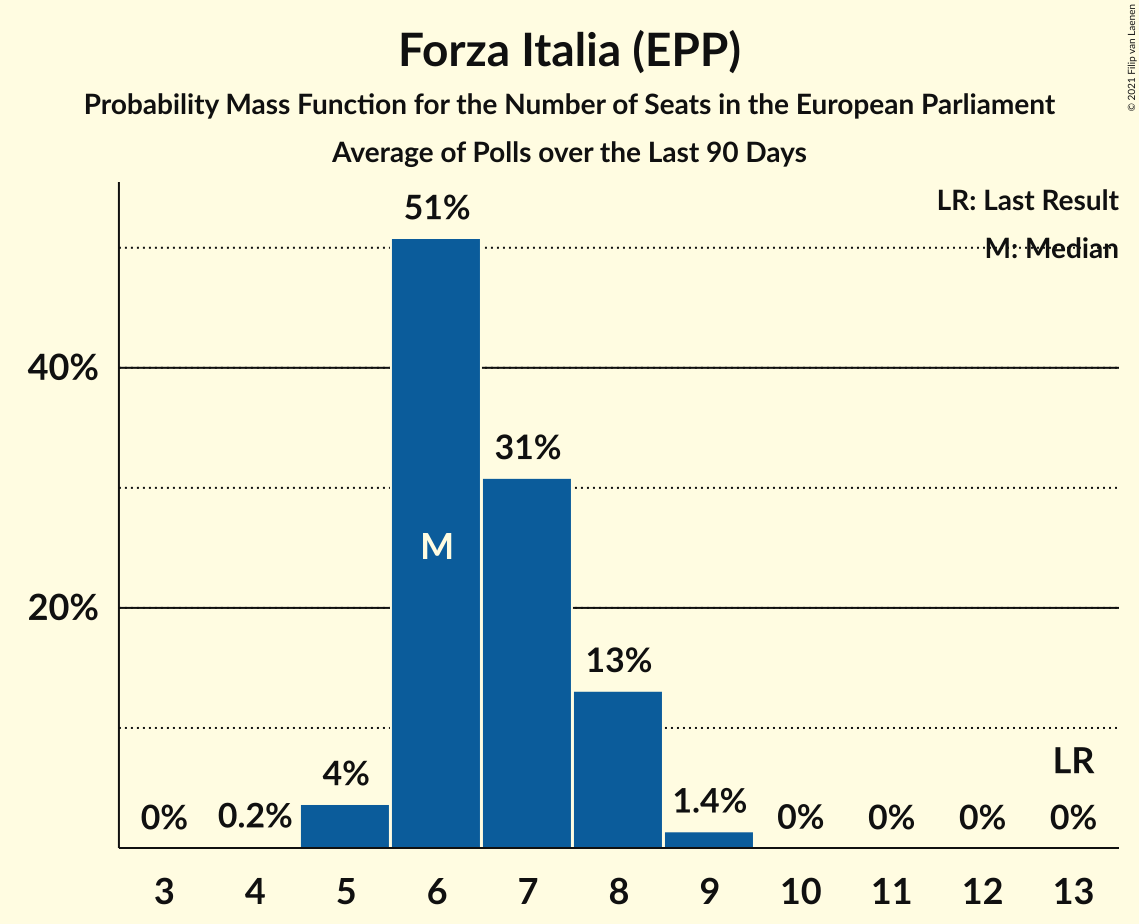 Forza Italia (EPP)
Probability Mass Function for the Number of Seats in the European Parliament
Average of Polls over the Last 90 Days
© 2021 Filip van Laenen
LR: Last Result
M: Median
51%
40%
31%
M
20%
13%
LR
4%
1.4%
0%
0.2%
0%
0%
0%
0%
3 4 5 6 7 8 9 10 11 12 13